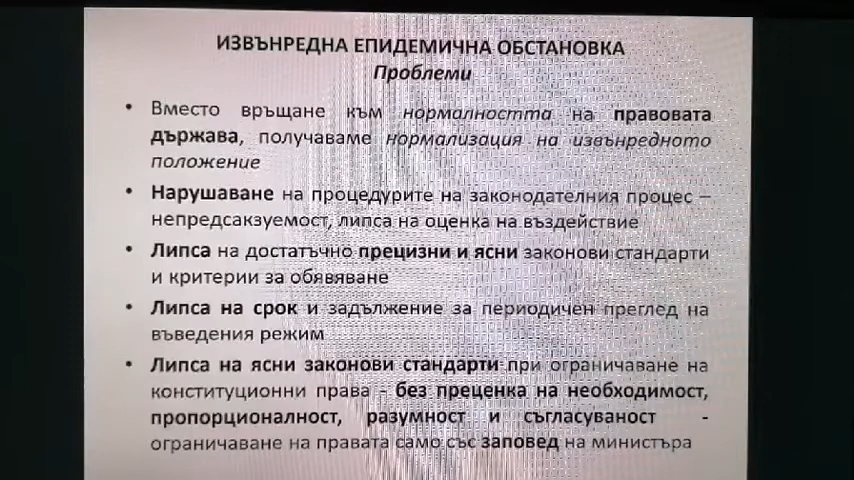 ИЗВЪНРЕДНА ЕПИДЕМИЧНА ОБСТАНОВКА
Проблеми
• Вместо връщане към нормалността на правовата
държава, получаваме нормализация на извънредното
положение
• Нарушаване на процедурите на законодателния процес –
непредсакзуемост, липса на оценка на въздействие
• Липса на достатъчно прецизни и ясни законови стандарти
и критерии за обявяване
• Липса на срок и задължение за периодичен преглед на
въведения режим
• Липса на ясни законови стандарти при ограничаване на
конституционни права - без преценка на необходимост,
пропорционалност, разумност и съгласуваност -
ограничаване на правата само със заповед на министъра